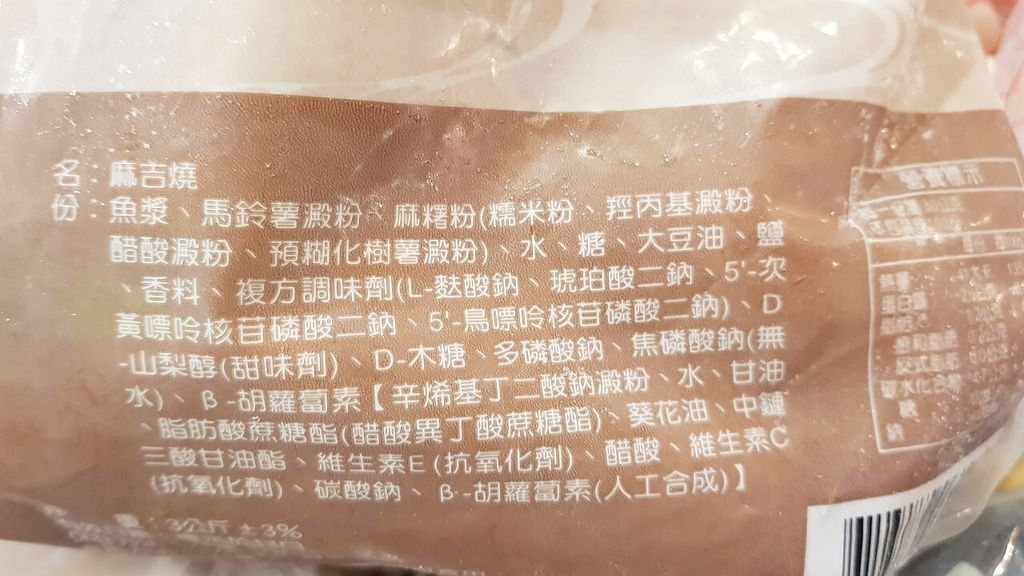 名：麻吉燒
份：魚漿、馬鈴薯澱粉、麻糬粉(糯米粉、羥丙基澱粉、
醋酸澱粉、預糊化樹薯澱粉)、水、糖、大豆油、鹽
、香料、複方調味劑(L-麩酸鈉、琥珀酸二鈉、5'-次
黃嘌呤核苷磷酸二鈉、5'-鳥嘌呤核苷磷酸二鈉)、D
-山梨醇(甜味劑)、D-木糖、多磷酸鈉、焦磷酸鈉(無
水)、β-胡蘿蔔素【辛烯基丁二酸鈉澱粉、水、甘油
、脂肪酸蔗糖酯(醋酸異丁酸蔗糖酯)、葵花油、中鏈
三酸甘油酯、維生素E(抗氧化劑)、醋酸、維生素C
(抗氧化劑)、碳酸鈉、β-胡蘿蔔素(人工合成)】
量：3公斤±3%